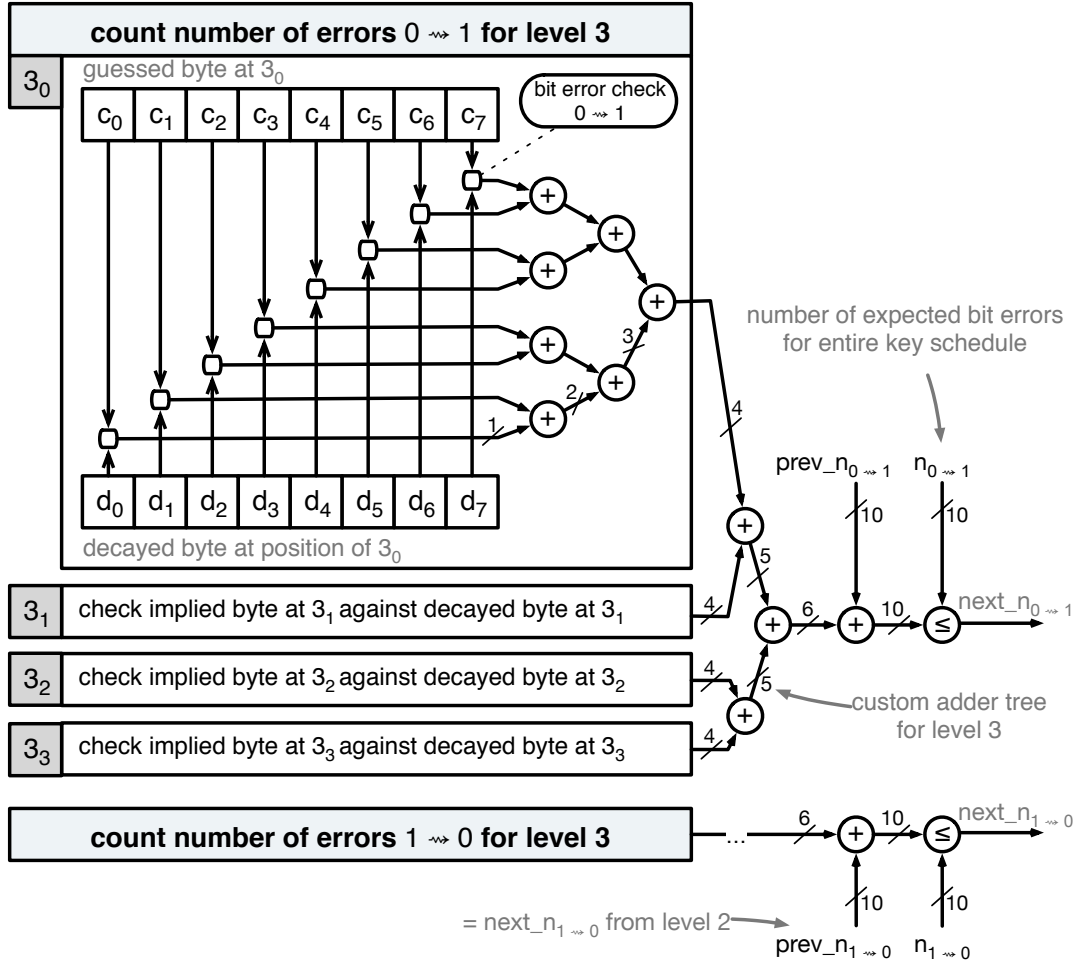 count number of errors 0 ⇝ 1 for level 3
3₀
guessed byte at 3₀
c₀ c₁ c₂ c₃ c₄ c₅ c₆ c₇
bit error check
0 ⇝ 1
+
+
+
+
+
+
+
3
2
1
d₀ d₁ d₂ d₃ d₄ d₅ d₆ d₇
decayed byte at position of 3₀
4
number of expected bit errors
for entire key schedule
prev_n₀ ⇝ ₁ n₀ ⇝ ₁
10 10
+
5
3₁ check implied byte at 3₁ against decayed byte at 3₁ 4
+ 6 + 10 ≤ next_n₀ ⇝ ₁
3₂ check implied byte at 3₂ against decayed byte at 3₂ 4
5
+
custom adder tree
for level 3
3₃ check implied byte at 3₃ against decayed byte at 3₃ 4
count number of errors 1 ⇝ 0 for level 3
... 6 + 10 ≤ next_n₁ ⇝ ₀
10 10
= next_n₁ ⇝ ₀ from level 2
prev_n₁ ⇝ ₀ n₁ ⇝ ₀